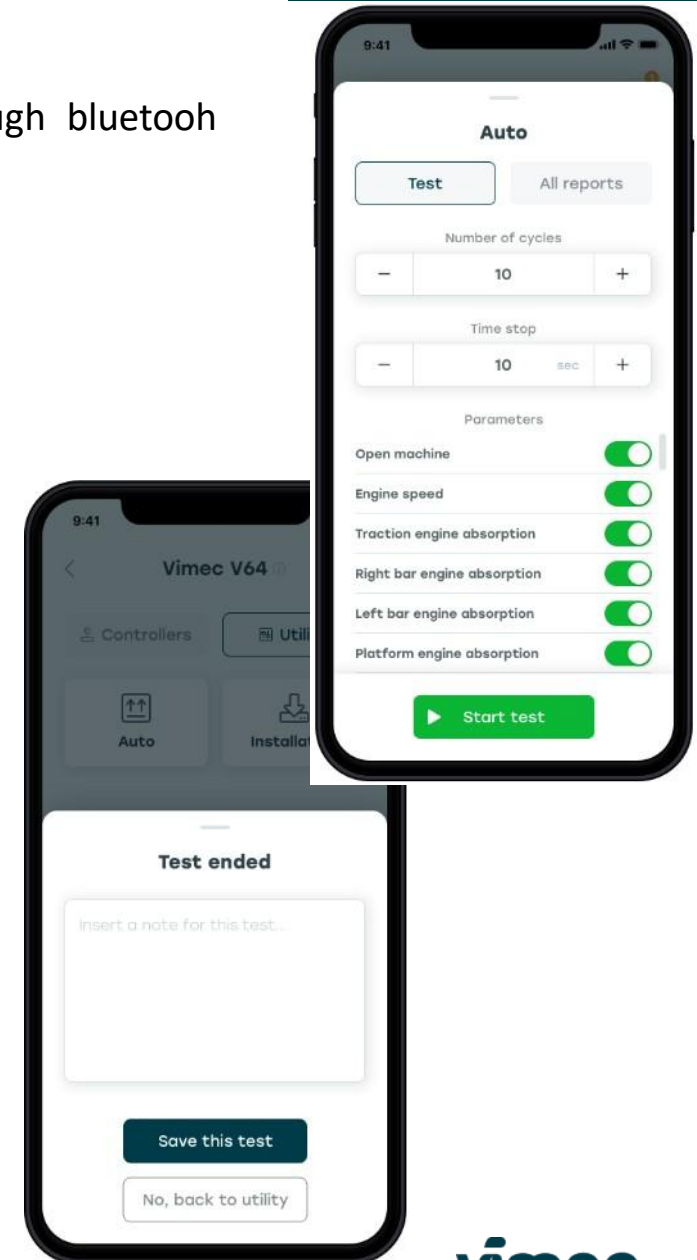 bluetooh
9:41
Auto
Test All reports
Number of cycles
− 10 +
Time stop
− 10 sec +
Parameters
Open machine
Engine speed
Traction engine absorption
Right bar engine absorption
Left bar engine absorption
Platform engine absorption
Start test
9:41
Vimec V64
Controllers
Auto
Test ended
insert a note for this test...
Save this test
No, back to utility
vimec